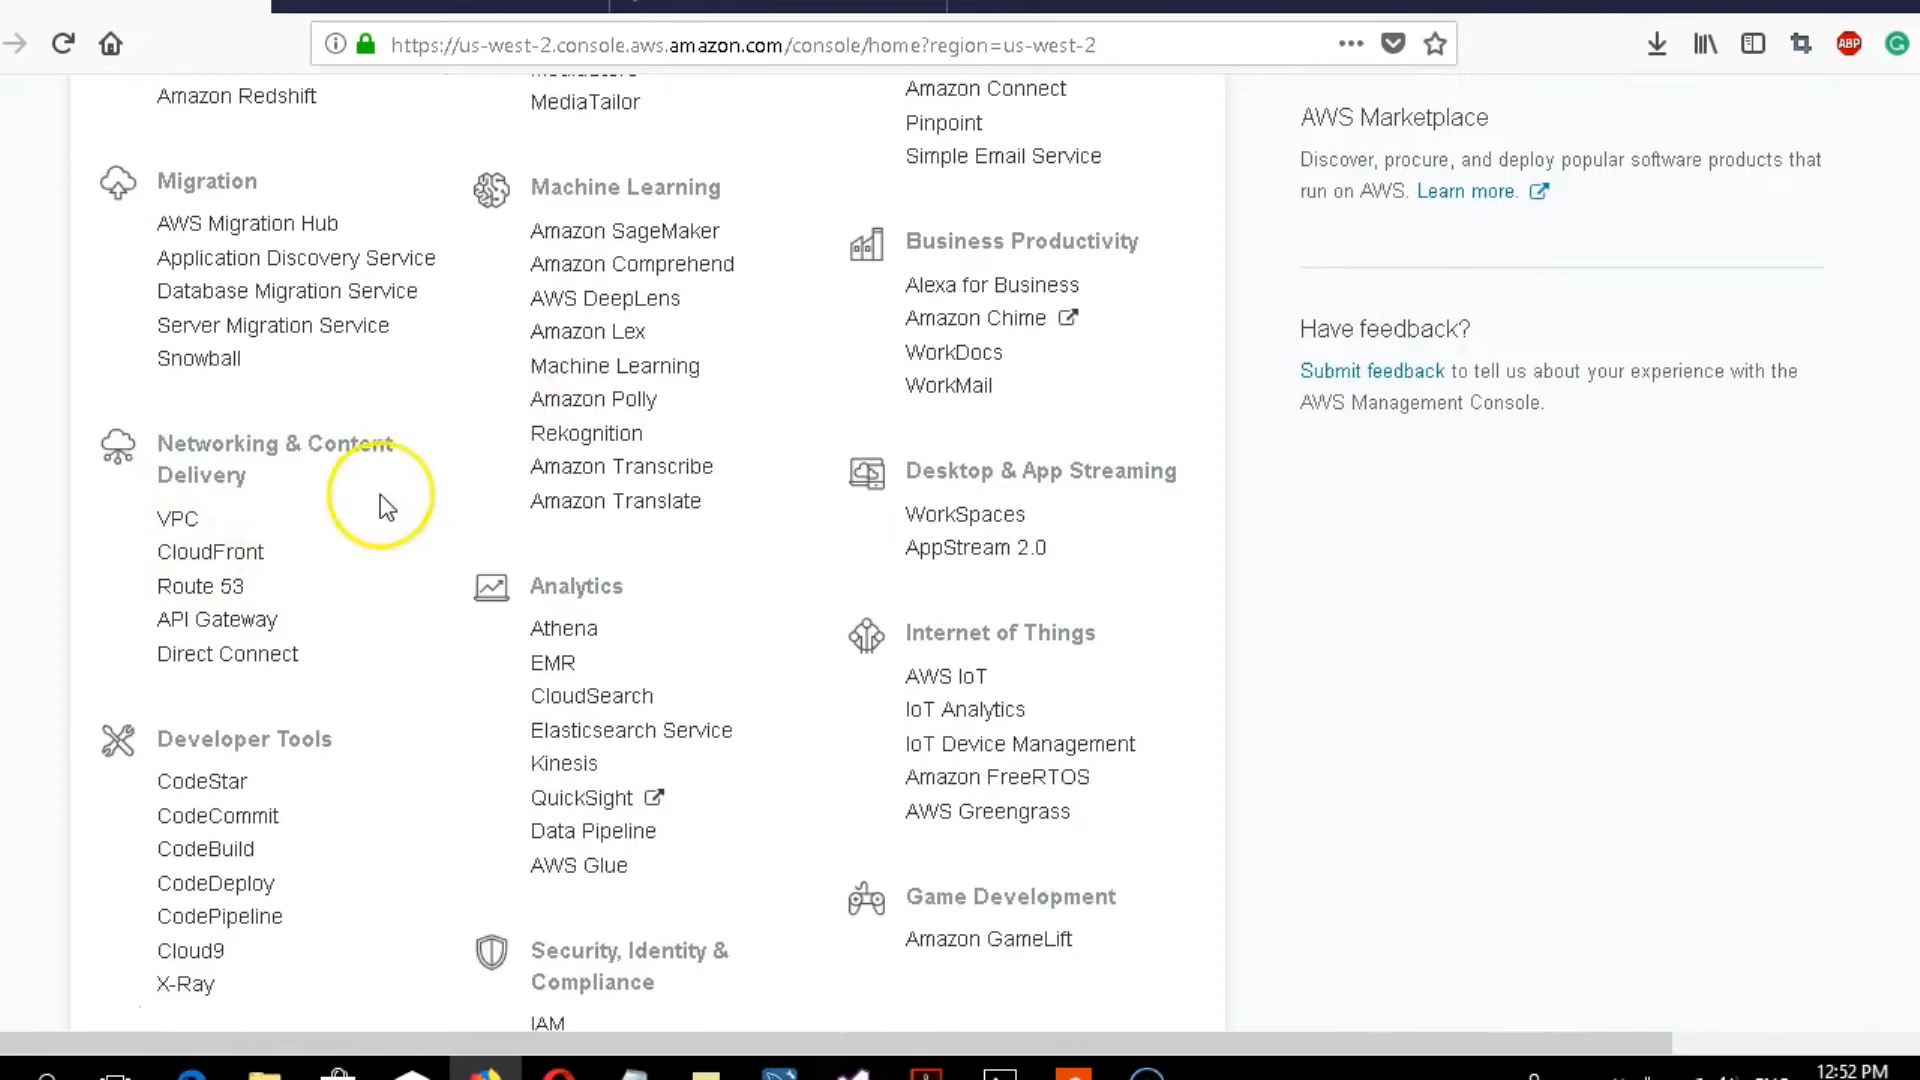 https://us-west-2.console.aws.amazon.com/console/home?region=us-west-2
ABP
Amazon Redshift
Migration
AWS Migration Hub
Application Discovery Service
Database Migration Service
Server Migration Service
Snowball
Networking & Content
Delivery
VPC
CloudFront
Route 53
API Gateway
Direct Connect
Developer Tools
CodeStar
CodeCommit
CodeBuild
CodeDeploy
CodePipeline
Cloud9
X-Ray
MediaTailor
Machine Learning
Amazon SageMaker
Amazon Comprehend
AWS DeepLens
Amazon Lex
Machine Learning
Amazon Polly
Rekognition
Amazon Transcribe
Amazon Translate
Analytics
Athena
EMR
CloudSearch
Elasticsearch Service
Kinesis
QuickSight
Data Pipeline
AWS Glue
Security, Identity &
Compliance
IAM
Amazon Connect
Pinpoint
Simple Email Service
Business Productivity
Alexa for Business
Amazon Chime
WorkDocs
WorkMail
Desktop & App Streaming
WorkSpaces
AppStream 2.0
Internet of Things
AWS IoT
IoT Analytics
IoT Device Management
Amazon FreeRTOS
AWS Greengrass
Game Development
Amazon GameLift
AWS Marketplace
Discover, procure, and deploy popular software products that
run on AWS. Learn more.
Have feedback?
Submit feedback to tell us about your experience with the
AWS Management Console.
12:52 PM